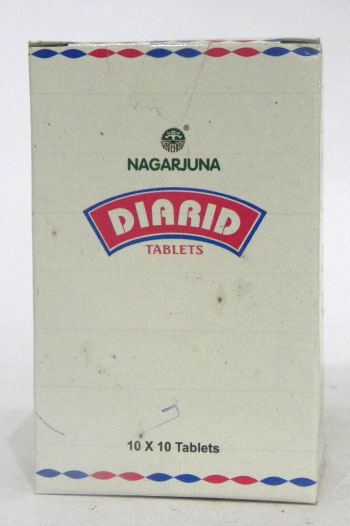 ®
NAGARJUNA
DIARID
TABLETS
10 X 10 Tablets